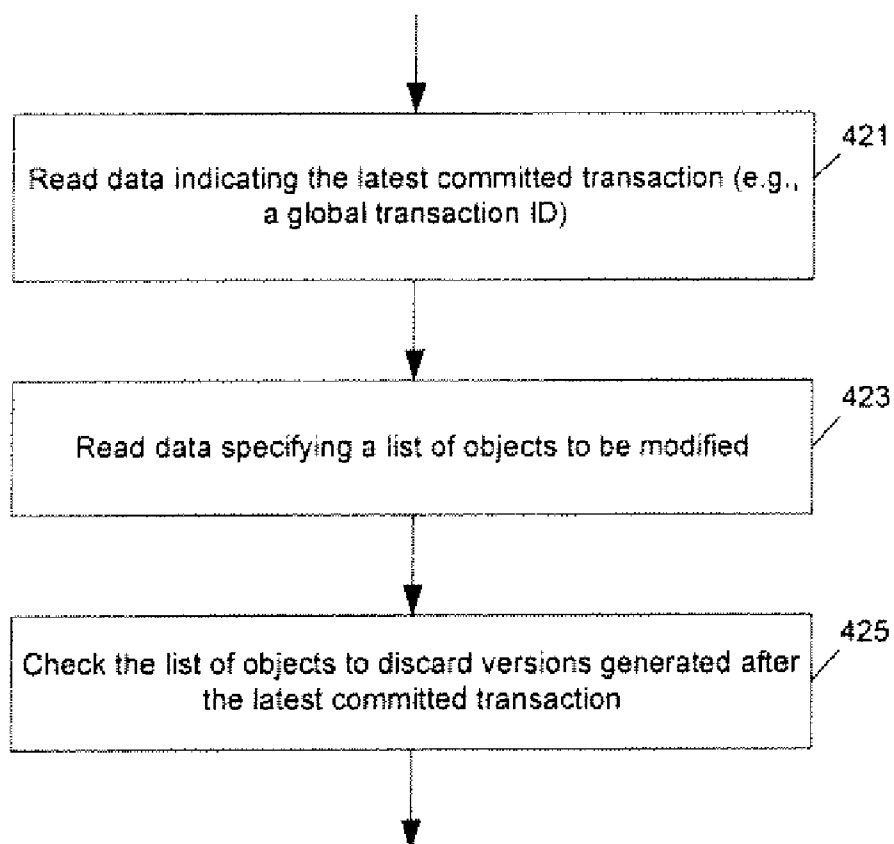 421
Read data indicating the latest committed transaction (e.g.,
a global transaction ID)
423
Read data specifying a list of objects to be modified
425
Check the list of objects to discard versions generated after
the latest committed transaction